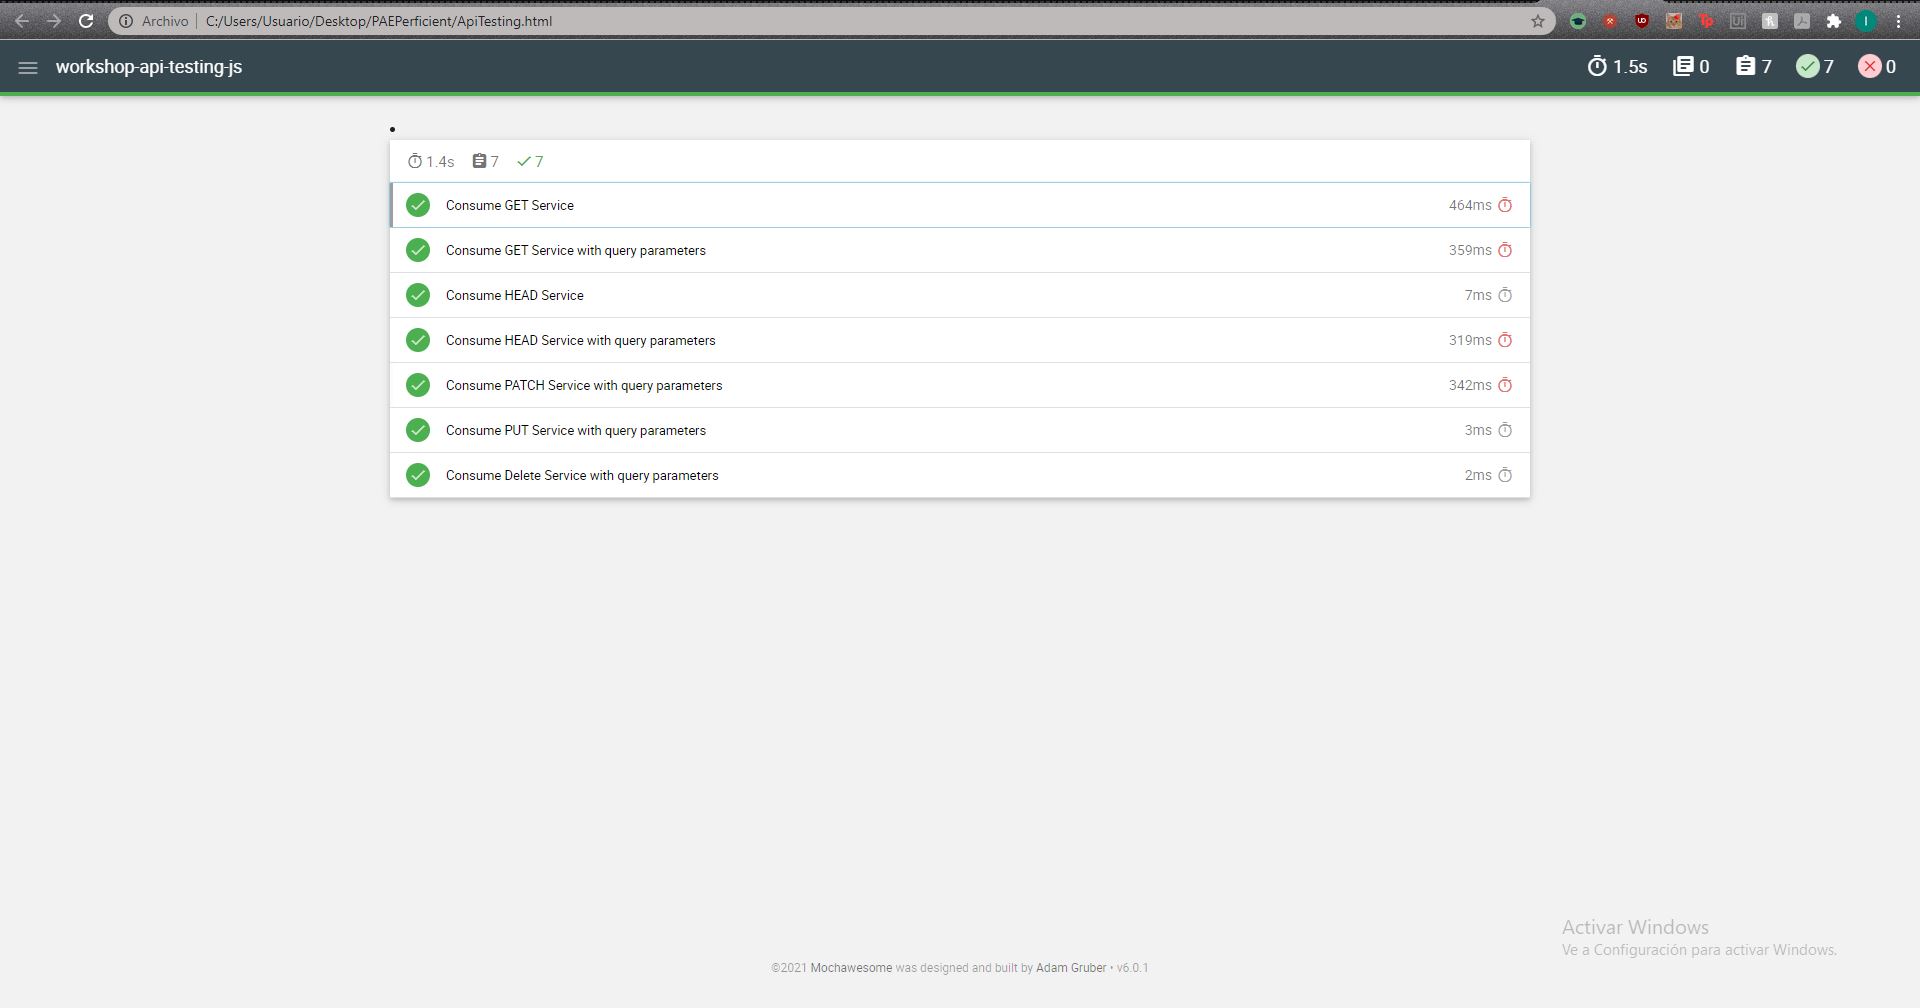 Archivo C:/Users/Usuario/Desktop/PAEPerficient/ApiTesting.html
workshop-api-testing-js 1.5s 0 7 7 0
1.4s 7 7
Consume GET Service 464ms
Consume GET Service with query parameters 359ms
Consume HEAD Service 7ms
Consume HEAD Service with query parameters 319ms
Consume PATCH Service with query parameters 342ms
Consume PUT Service with query parameters 3ms
Consume Delete Service with query parameters 2ms
Activar Windows
Ve a Configuración para activar Windows.
©2021 Mochawesome was designed and built by Adam Gruber • v6.0.1